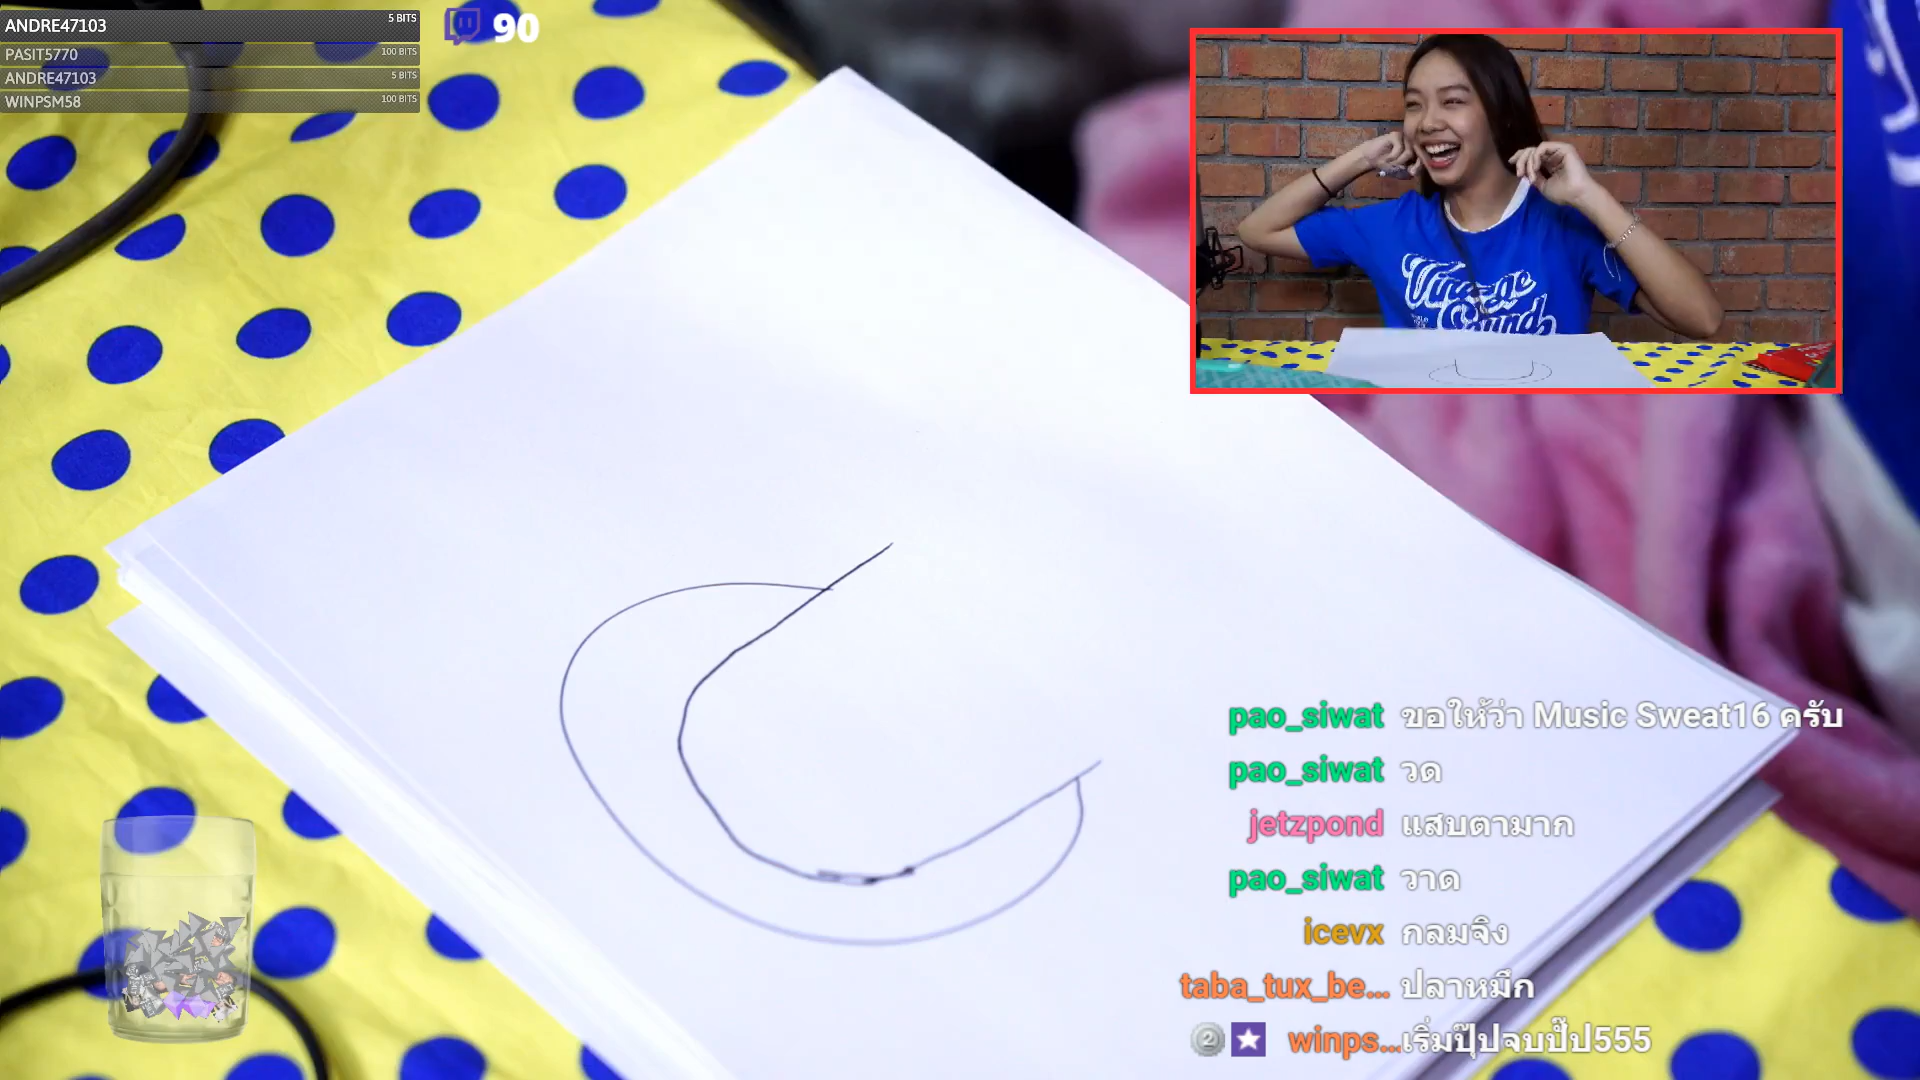 ANDRE47103 5 BITS
PASIT5770 100 BITS
ANDRE47103 5 BITS
WINPSM58 100 BITS
90
Vintage
Sound
pao_siwat ขอให้ว่า Music Sweat16 ครับ
pao_siwat วด
jetzpond แสบตามาก
pao_siwat วาด
icevx กลมจิง
taba_tux_be... ปลาหมึก
2 winps... เริ่มปุ๊ปจบปั๊ป555